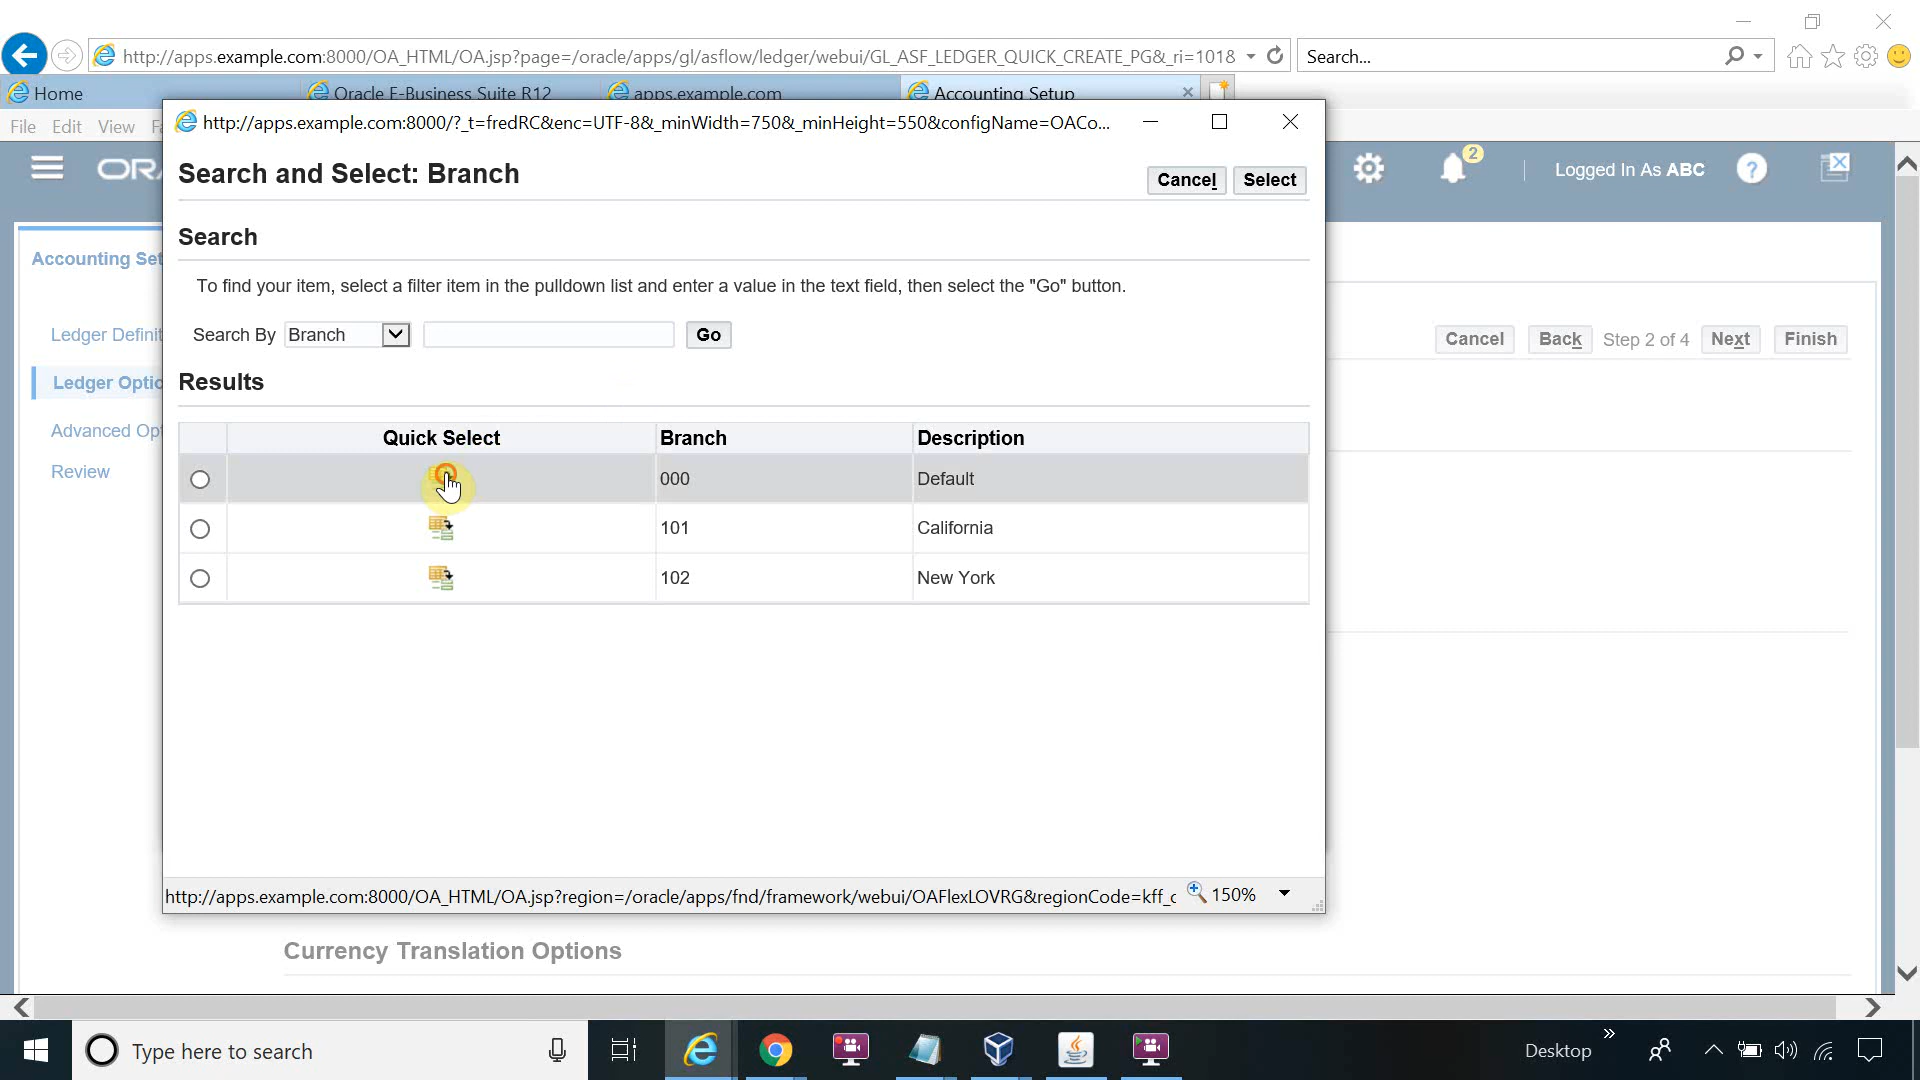 http://apps.example.com:8000/OA_HTML/OA.jsp?page=/oracle/apps/gl/asflow/ledger/webui/GL_ASF_LEDGER_QUICK_CREATE_PG&_ri=1018
Search...
Home
Oracle E-Business Suite R12
apps.example.com
Accounting Setup
File Edit View Fa
http://apps.example.com:8000/?_t=fredRC&enc=UTF-8&_minWidth=750&_minHeight=550&configName=OACo...
ORA
2
Logged In As ABC
?
Search and Select: Branch
Cancel Select
Search
Accounting Set
To find your item, select a filter item in the pulldown list and enter a value in the text field, then select the "Go" button.
Ledger Definit
Search By Branch Go
Cancel Back Step 2 of 4 Next Finish
Ledger Optio
Results
Advanced Opt
Quick Select Branch Description
Review
000 Default
101 California
102 New York
http://apps.example.com:8000/OA_HTML/OA.jsp?region=/oracle/apps/fnd/framework/webui/OAFlexLOVRG&regionCode=kff_c
150%
Currency Translation Options
Type here to search
Desktop